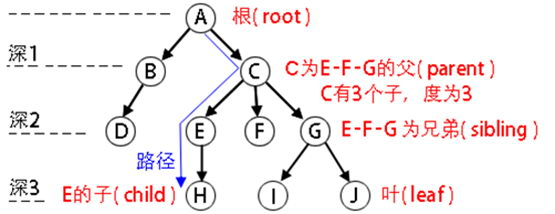 A 根(root)
深1
B C C为E-F-G的父(parent)
C有3个子，度为3
深2
D E F G E-F-G 为兄弟(sibling)
路径
深3 E的子(child) H I J 叶(leaf)